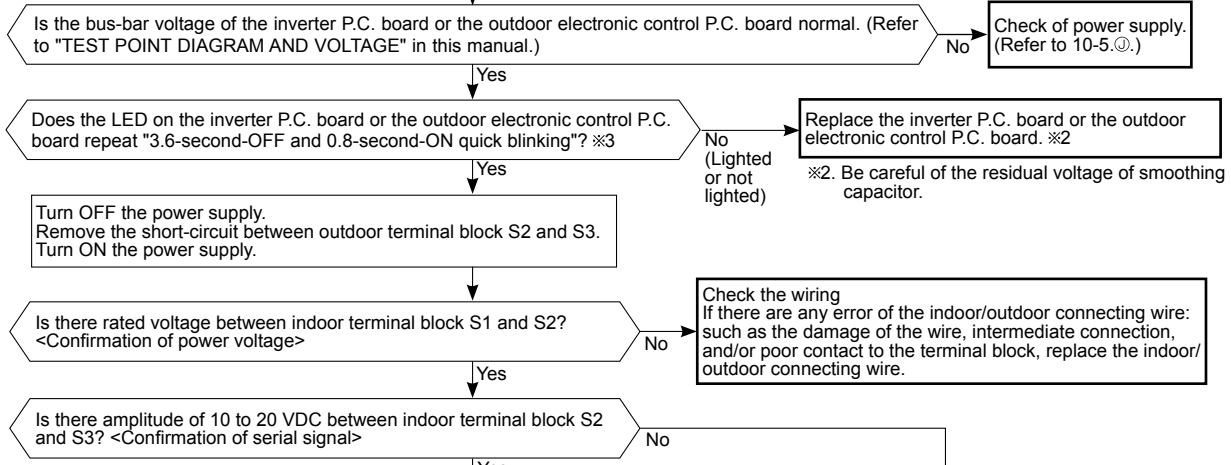 Is the bus-bar voltage of the inverter P.C. board or the outdoor electronic control P.C. board normal. (Refer
to "TEST POINT DIAGRAM AND VOLTAGE" in this manual.)
No
Check of power supply.
(Refer to 10-5.Ⓙ.)
Yes
Does the LED on the inverter P.C. board or the outdoor electronic control P.C.
board repeat "3.6-second-OFF and 0.8-second-ON quick blinking"? ※3
No
(Lighted
or not
lighted)
Replace the inverter P.C. board or the outdoor
electronic control P.C. board. ※2
※2. Be careful of the residual voltage of smoothing
capacitor.
Yes
Turn OFF the power supply.
Remove the short-circuit between outdoor terminal block S2 and S3.
Turn ON the power supply.
Is there rated voltage between indoor terminal block S1 and S2?
<Confirmation of power voltage>
No
Check the wiring
If there are any error of the indoor/outdoor connecting wire:
such as the damage of the wire, intermediate connection,
and/or poor contact to the terminal block, replace the indoor/
outdoor connecting wire.
Yes
Is there amplitude of 10 to 20 VDC between indoor terminal block S2
and S3? <Confirmation of serial signal>
No
Yes